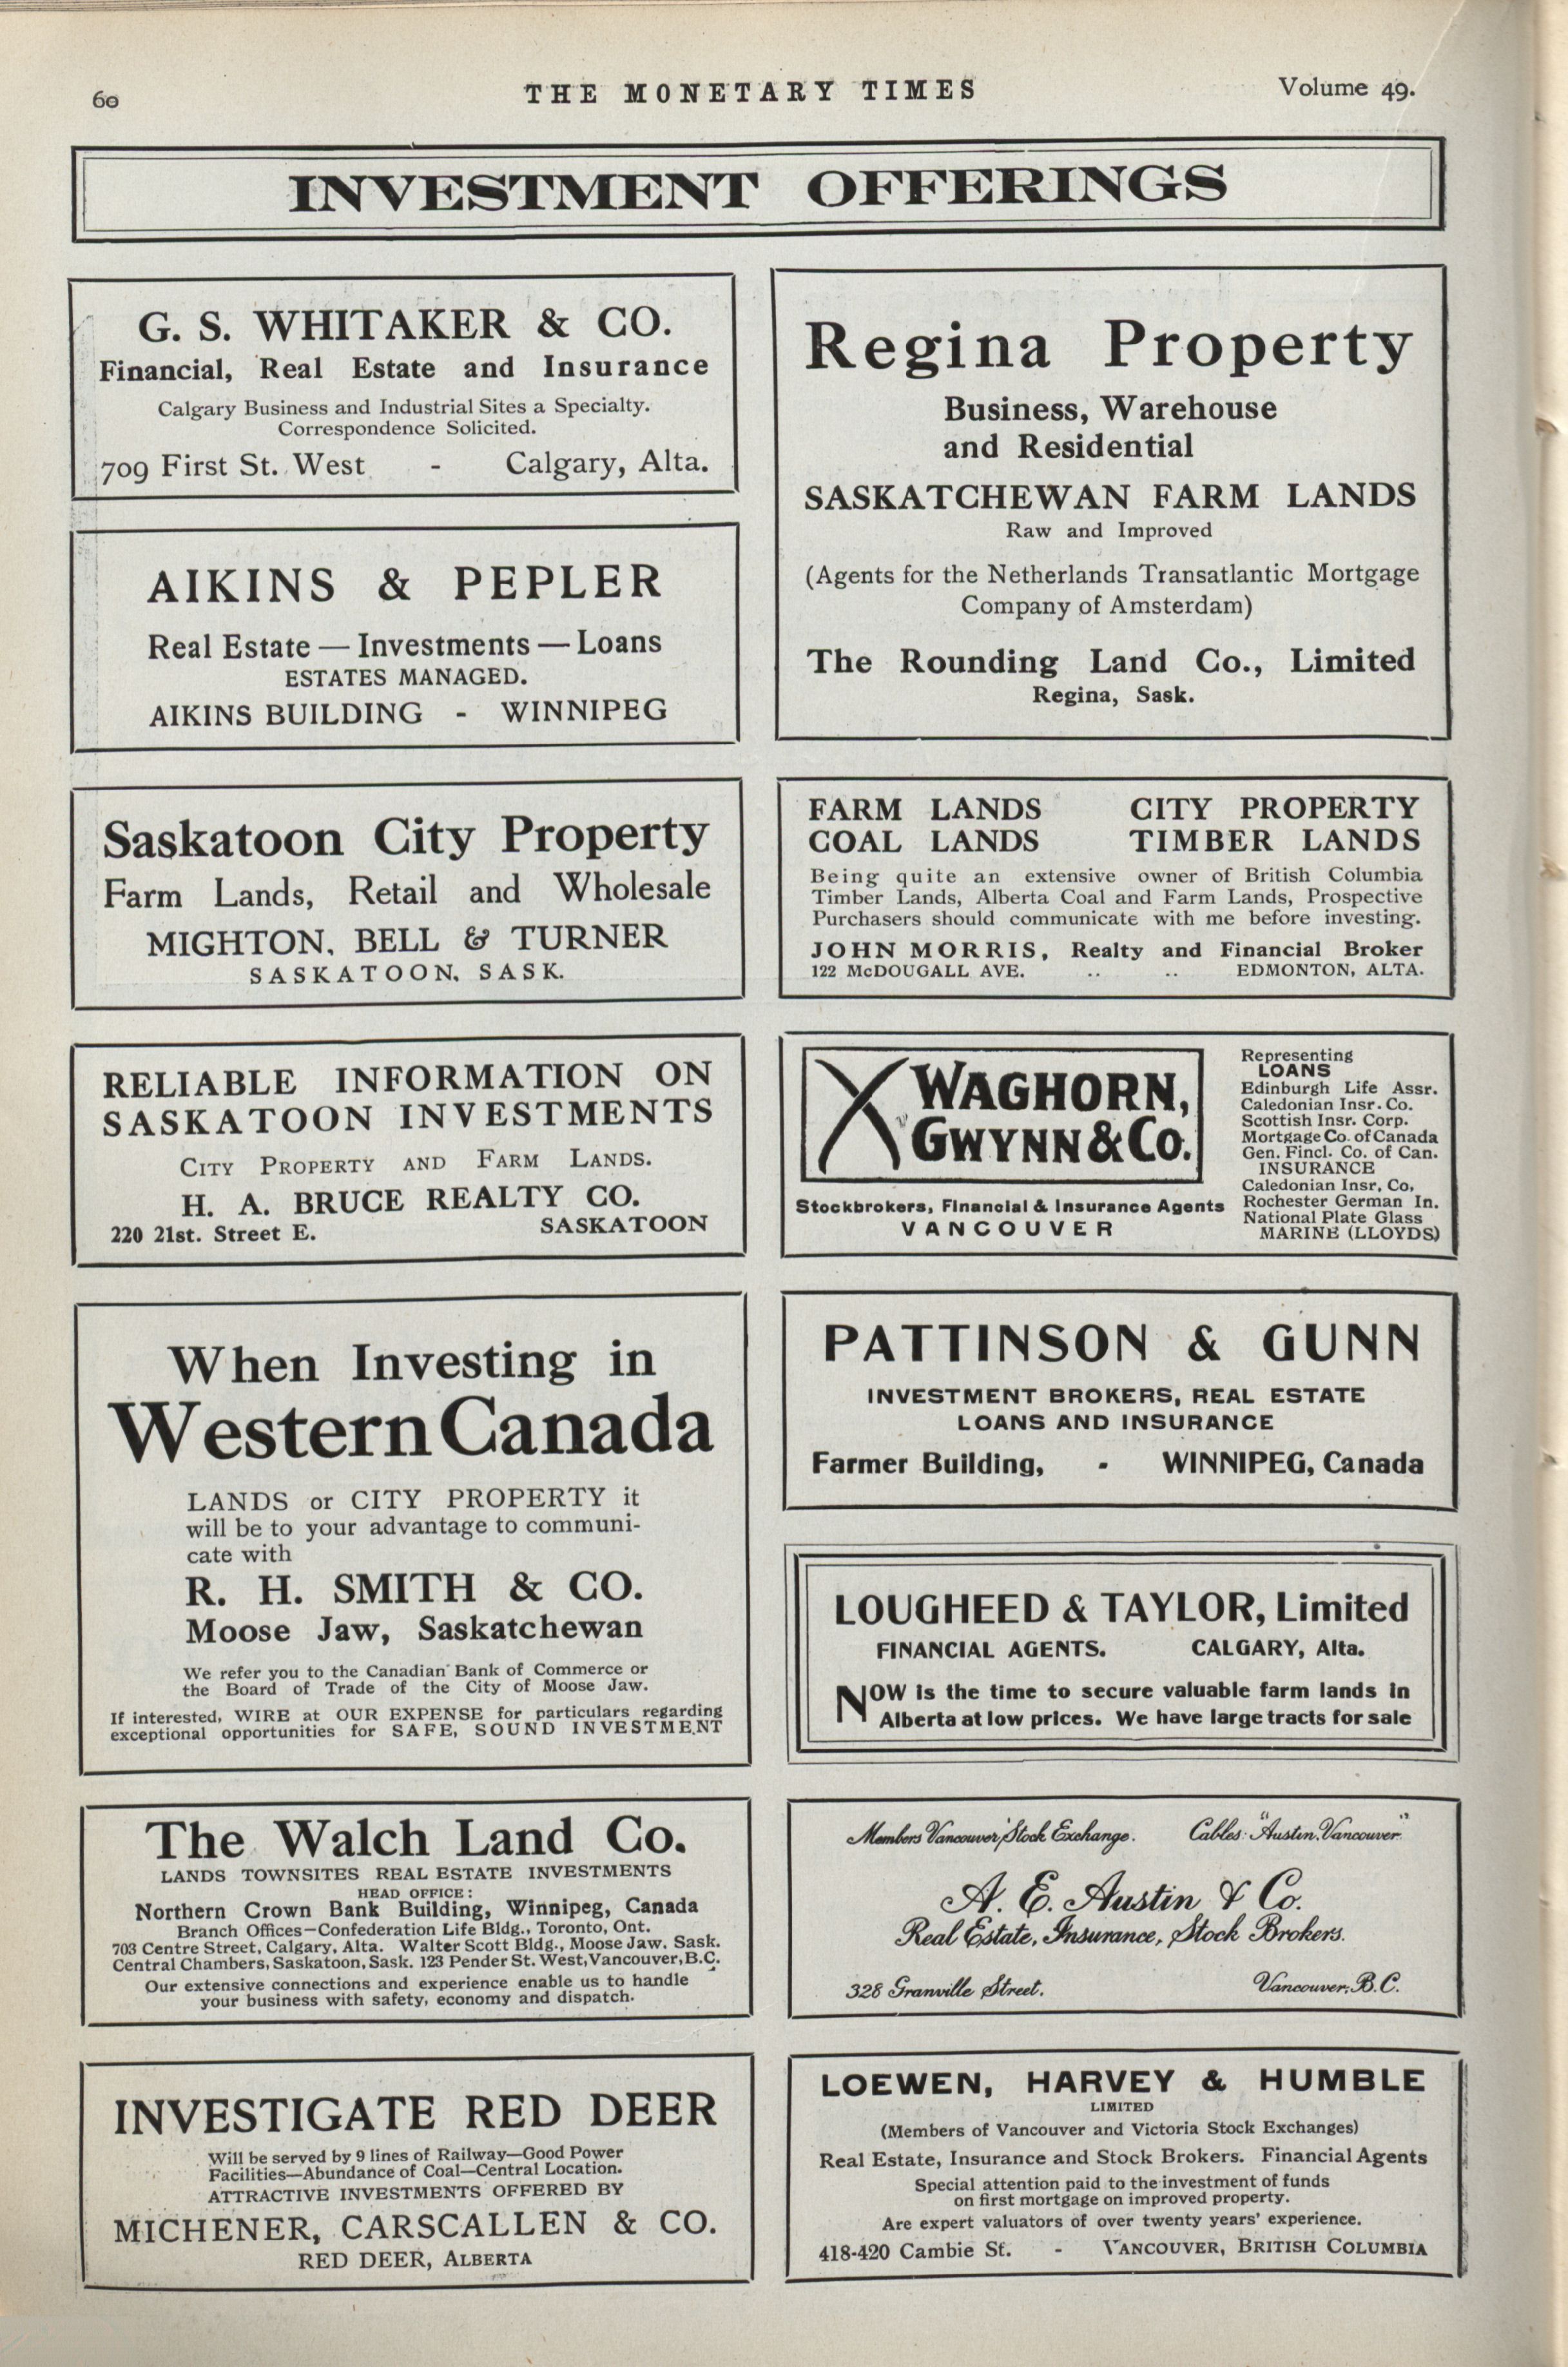 60
THE MONETARY TIMES
Volume 49.
INVESTMENT OFFERINGS
G. S. WHITAKER & CO.
Financial, Real Estate and Insurance
Calgary Business and Industrial Sites a Specialty.
Correspondence Solicited.
709 First St. West - Calgary, Alta.
AIKINS & PEPLER
Real Estate — Investments — Loans
ESTATES MANAGED.
AIKINS BUILDING - WINNIPEG
Saskatoon City Property
Farm Lands, Retail and Wholesale
MIGHTON, BELL & TURNER
SASKATOON, SASK.
RELIABLE INFORMATION ON
SASKATOON INVESTMENTS
CITY PROPERTY AND FARM LANDS.
H. A. BRUCE REALTY CO.
220 21st. Street E. SASKATOON
When Investing in
Western Canada
LANDS or CITY PROPERTY it
will be to your advantage to communi-
cate with
R. H. SMITH & CO.
Moose Jaw, Saskatchewan
We refer you to the Canadian Bank of Commerce or
the Board of Trade of the City of Moose Jaw.
If interested, WIRE at OUR EXPENSE for particulars regarding
exceptional opportunities for SAFE, SOUND INVESTMENT
The Walch Land Co.
LANDS TOWNSITES REAL ESTATE INVESTMENTS
HEAD OFFICE:
Northern Crown Bank Building, Winnipeg, Canada
Branch Offices—Confederation Life Bldg., Toronto, Ont.
703 Centre Street, Calgary, Alta. Walter Scott Bldg., Moose Jaw. Sask.
Central Chambers, Saskatoon, Sask. 123 Pender St. West, Vancouver, B.C.
Our extensive connections and experience enable us to handle
your business with safety, economy and dispatch.
INVESTIGATE RED DEER
Will be served by 9 lines of Railway—Good Power
Facilities—Abundance of Coal—Central Location.
ATTRACTIVE INVESTMENTS OFFERED BY
MICHENER, CARSCALLEN & CO.
RED DEER, ALBERTA
Regina Property
Business, Warehouse
and Residential
SASKATCHEWAN FARM LANDS
Raw and Improved
(Agents for the Netherlands Transatlantic Mortgage
Company of Amsterdam)
The Rounding Land Co., Limited
Regina, Sask.
FARM LANDS CITY PROPERTY
COAL LANDS TIMBER LANDS
Being quite an extensive owner of British Columbia
Timber Lands, Alberta Coal and Farm Lands, Prospective
Purchasers should communicate with me before investing.
JOHN MORRIS, Realty and Financial Broker
122 McDOUGALL AVE. .. .. EDMONTON, ALTA.
WAGHORN,
GWYNN & CO.
Stockbrokers, Financial & Insurance Agents
VANCOUVER
Representing
LOANS
Edinburgh Life Assr.
Caledonian Insr. Co.
Scottish Insr. Corp.
Mortgage Co. of Canada
Gen. Fincl. Co. of Can.
INSURANCE
Caledonian Insr, Co,
Rochester German In.
National Plate Glass
MARINE (LLOYDS)
PATTINSON & GUNN
INVESTMENT BROKERS, REAL ESTATE
LOANS AND INSURANCE
Farmer Building, - WINNIPEG, Canada
LOUGHEED & TAYLOR, Limited
FINANCIAL AGENTS. CALGARY, Alta.
NOW is the time to secure valuable farm lands in
Alberta at low prices. We have large tracts for sale
Members Vancouver Stock Exchange. Cables: "Austin, Vancouver"
A. E. Austin & Co.
Real Estate, Insurance, Stock Brokers.
328 Granville Street. Vancouver, B.C.
LOEWEN, HARVEY & HUMBLE
LIMITED
(Members of Vancouver and Victoria Stock Exchanges)
Real Estate, Insurance and Stock Brokers. Financial Agents
Special attention paid to the investment of funds
on first mortgage on improved property.
Are expert valuators of over twenty years' experience.
418-420 Cambie St. - VANCOUVER, BRITISH COLUMBIA